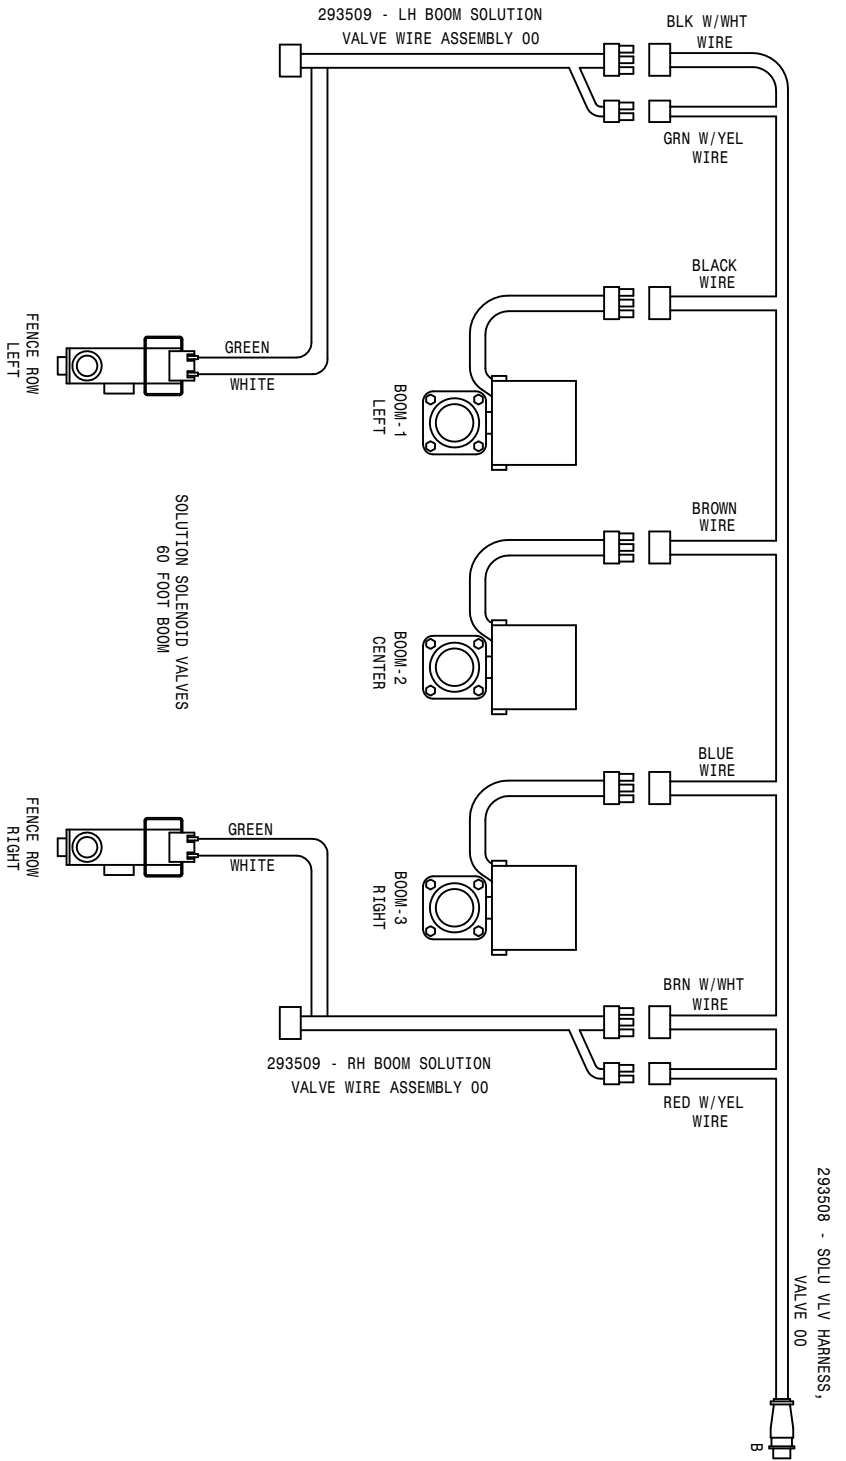 293509 - LH BOOM SOLUTION
VALVE WIRE ASSEMBLY 00
BLK W/WHT
WIRE
GRN W/YEL
WIRE
BLACK
WIRE
FENCE ROW
LEFT
GREEN
WHITE
BOOM-1
LEFT
BROWN
WIRE
SOLUTION SOLENOID VALVES
60 FOOT BOOM
BOOM-2
CENTER
BLUE
WIRE
FENCE ROW
RIGHT
GREEN
WHITE
BOOM-3
RIGHT
BRN W/WHT
WIRE
293509 - RH BOOM SOLUTION
VALVE WIRE ASSEMBLY 00
RED W/YEL
WIRE
293508 - SOLU VLV HARNESS,
VALVE 00
B